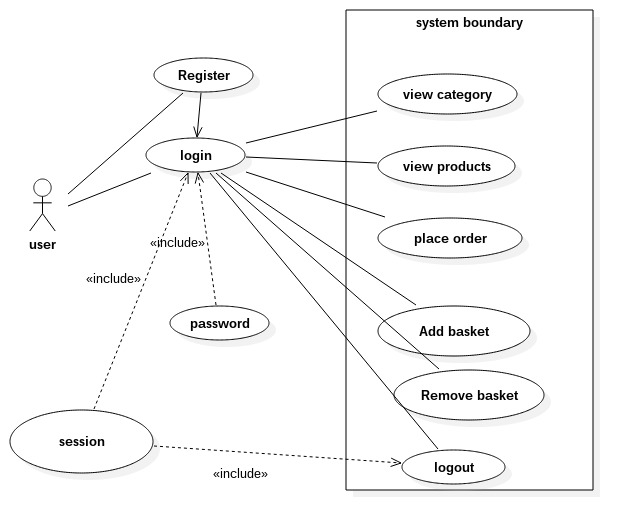 system boundary
Register
view category
login
view products
user
place order
«include»
«include»
password
Add basket
Remove basket
session
logout
«include»